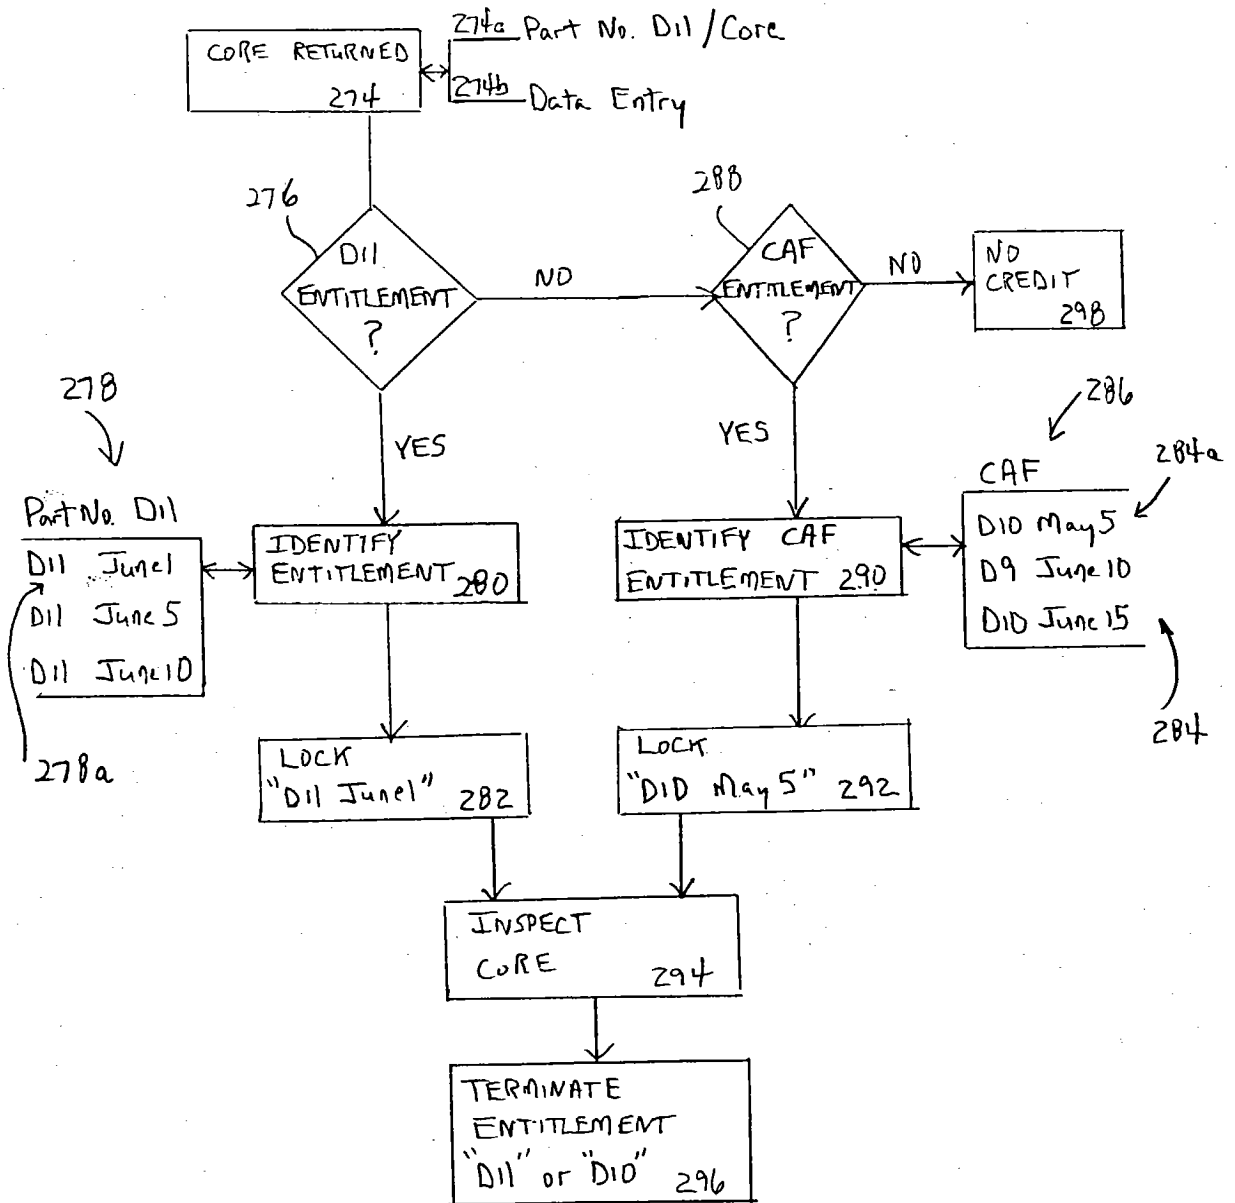 274a Part No. D11/Core
CORE RETURNED
274
274b Data Entry
276
288
D11
ENTITLEMENT
?
NO
CAF
ENTITLEMENT
?
NO
NO
CREDIT
298
278
YES
YES
286
284a
Part No. D11
D11 June 1
D11 June 5
D11 June 10
278a
IDENTIFY
ENTITLEMENT 280
IDENTIFY CAF
ENTITLEMENT 290
CAF
D10 May 5
D9 June 10
D10 June 15
284
LOCK
"D11 June 1" 282
LOCK
"D10 May 5" 292
INSPECT
CORE
294
TERMINATE
ENTITLEMENT
"D11" or "D10" 296